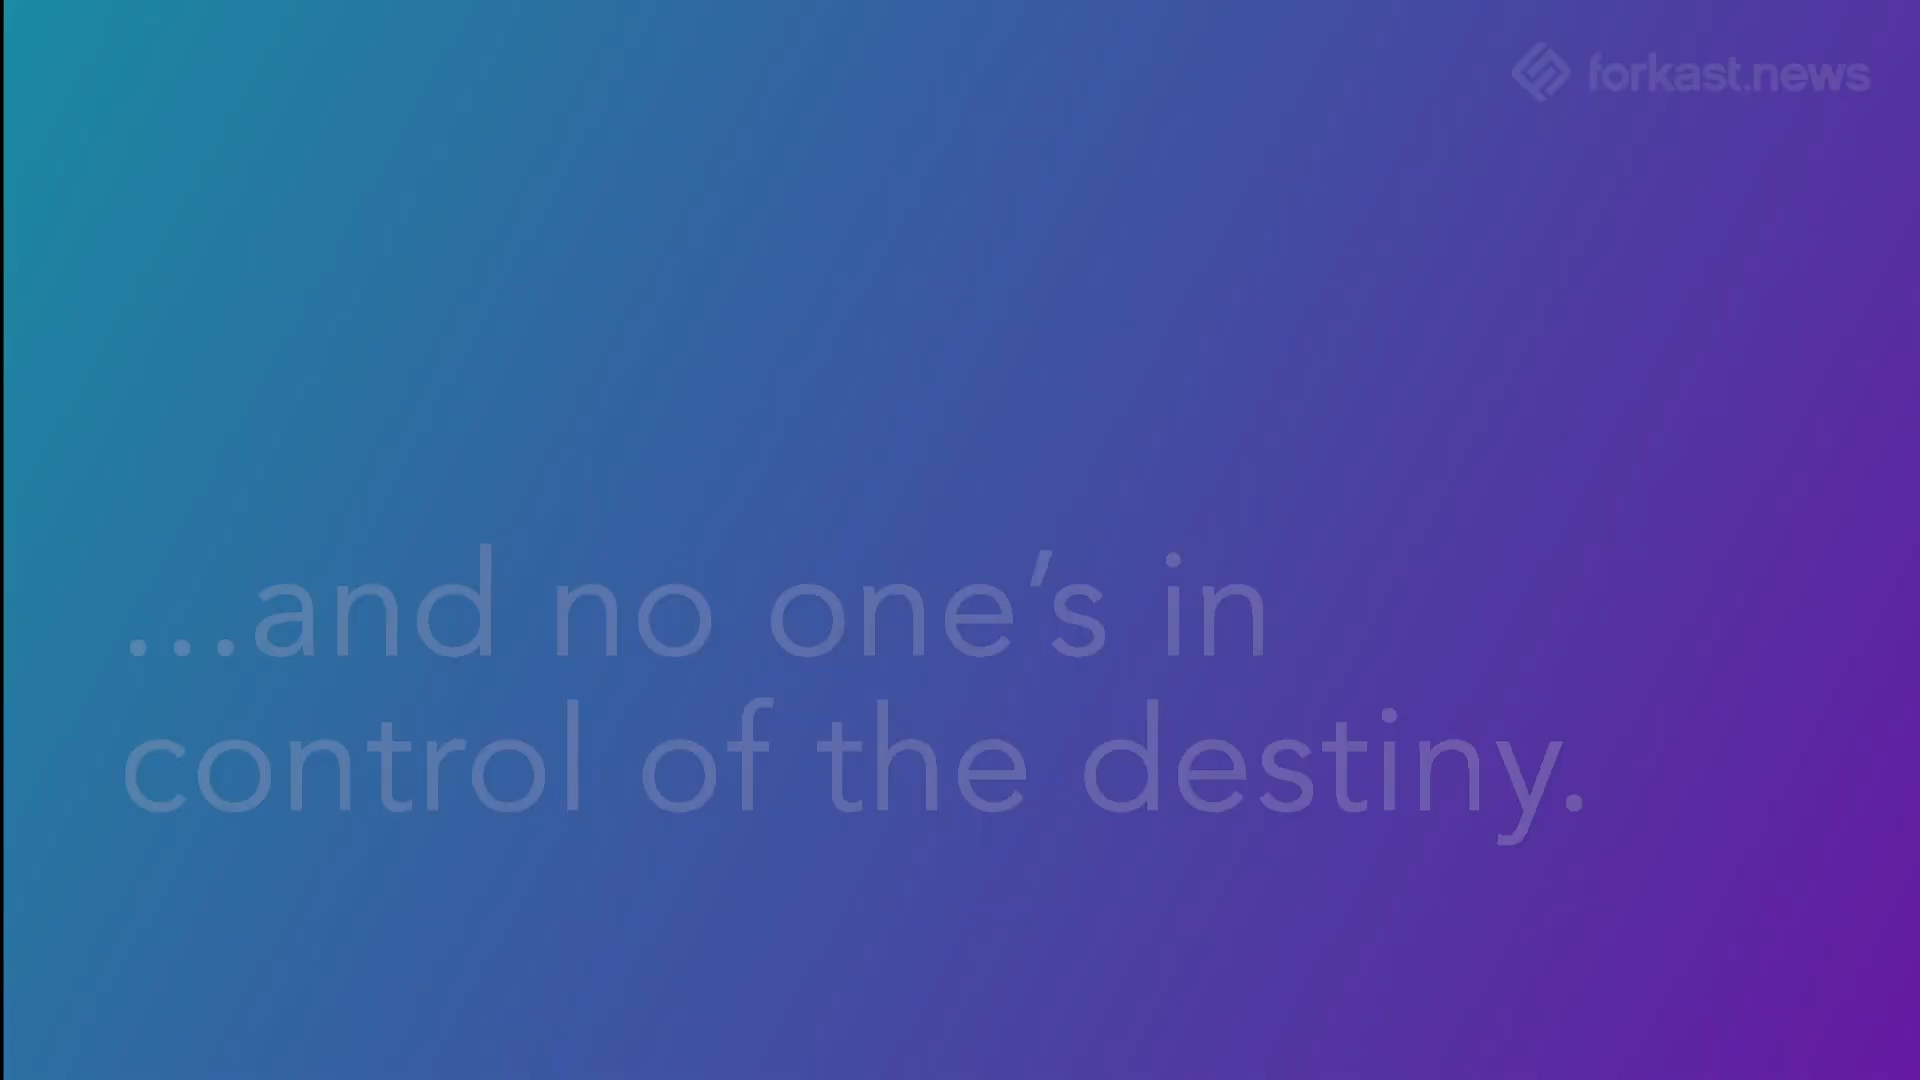 forkast.news
...and no one’s in
control of the destiny.